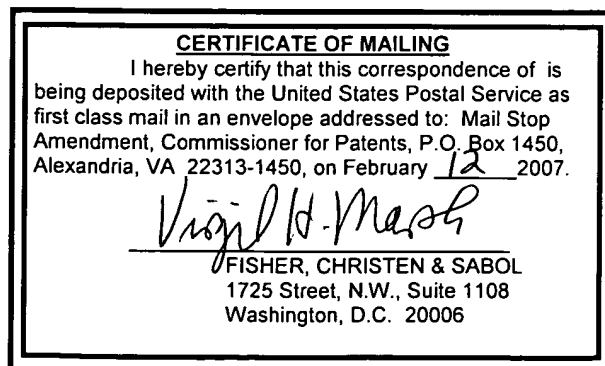 CERTIFICATE OF MAILING
I hereby certify that this correspondence of is
being deposited with the United States Postal Service as
first class mail in an envelope addressed to: Mail Stop
Amendment, Commissioner for Patents, P.O. Box 1450,
Alexandria, VA 22313-1450, on February 12 2007.
Virgil H. Marsh
FISHER, CHRISTEN & SABOL
1725 Street, N.W., Suite 1108
Washington, D.C. 20006